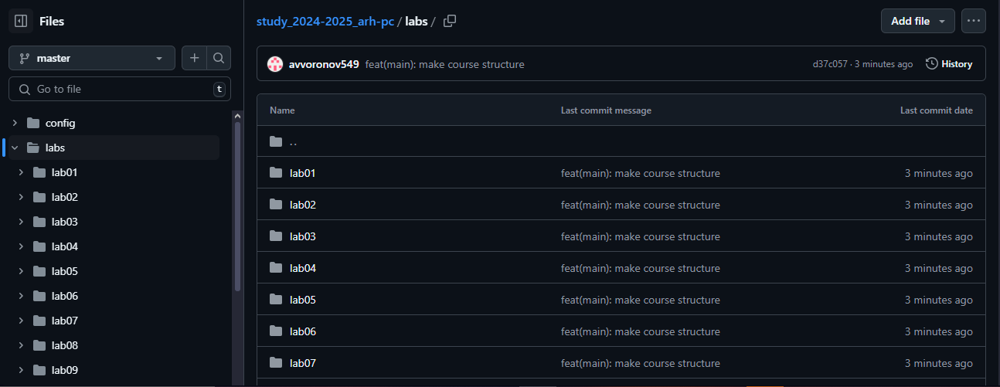 Files
master
Go to file
t
config
labs
lab01
lab02
lab03
lab04
lab05
lab06
lab07
lab08
lab09
study_2024-2025_arh-pc / labs /
Add file
avvoronov549 feat(main): make course structure
d37c057 · 3 minutes ago
History
Name Last commit message Last commit date
..
lab01 feat(main): make course structure 3 minutes ago
lab02 feat(main): make course structure 3 minutes ago
lab03 feat(main): make course structure 3 minutes ago
lab04 feat(main): make course structure 3 minutes ago
lab05 feat(main): make course structure 3 minutes ago
lab06 feat(main): make course structure 3 minutes ago
lab07 feat(main): make course structure 3 minutes ago